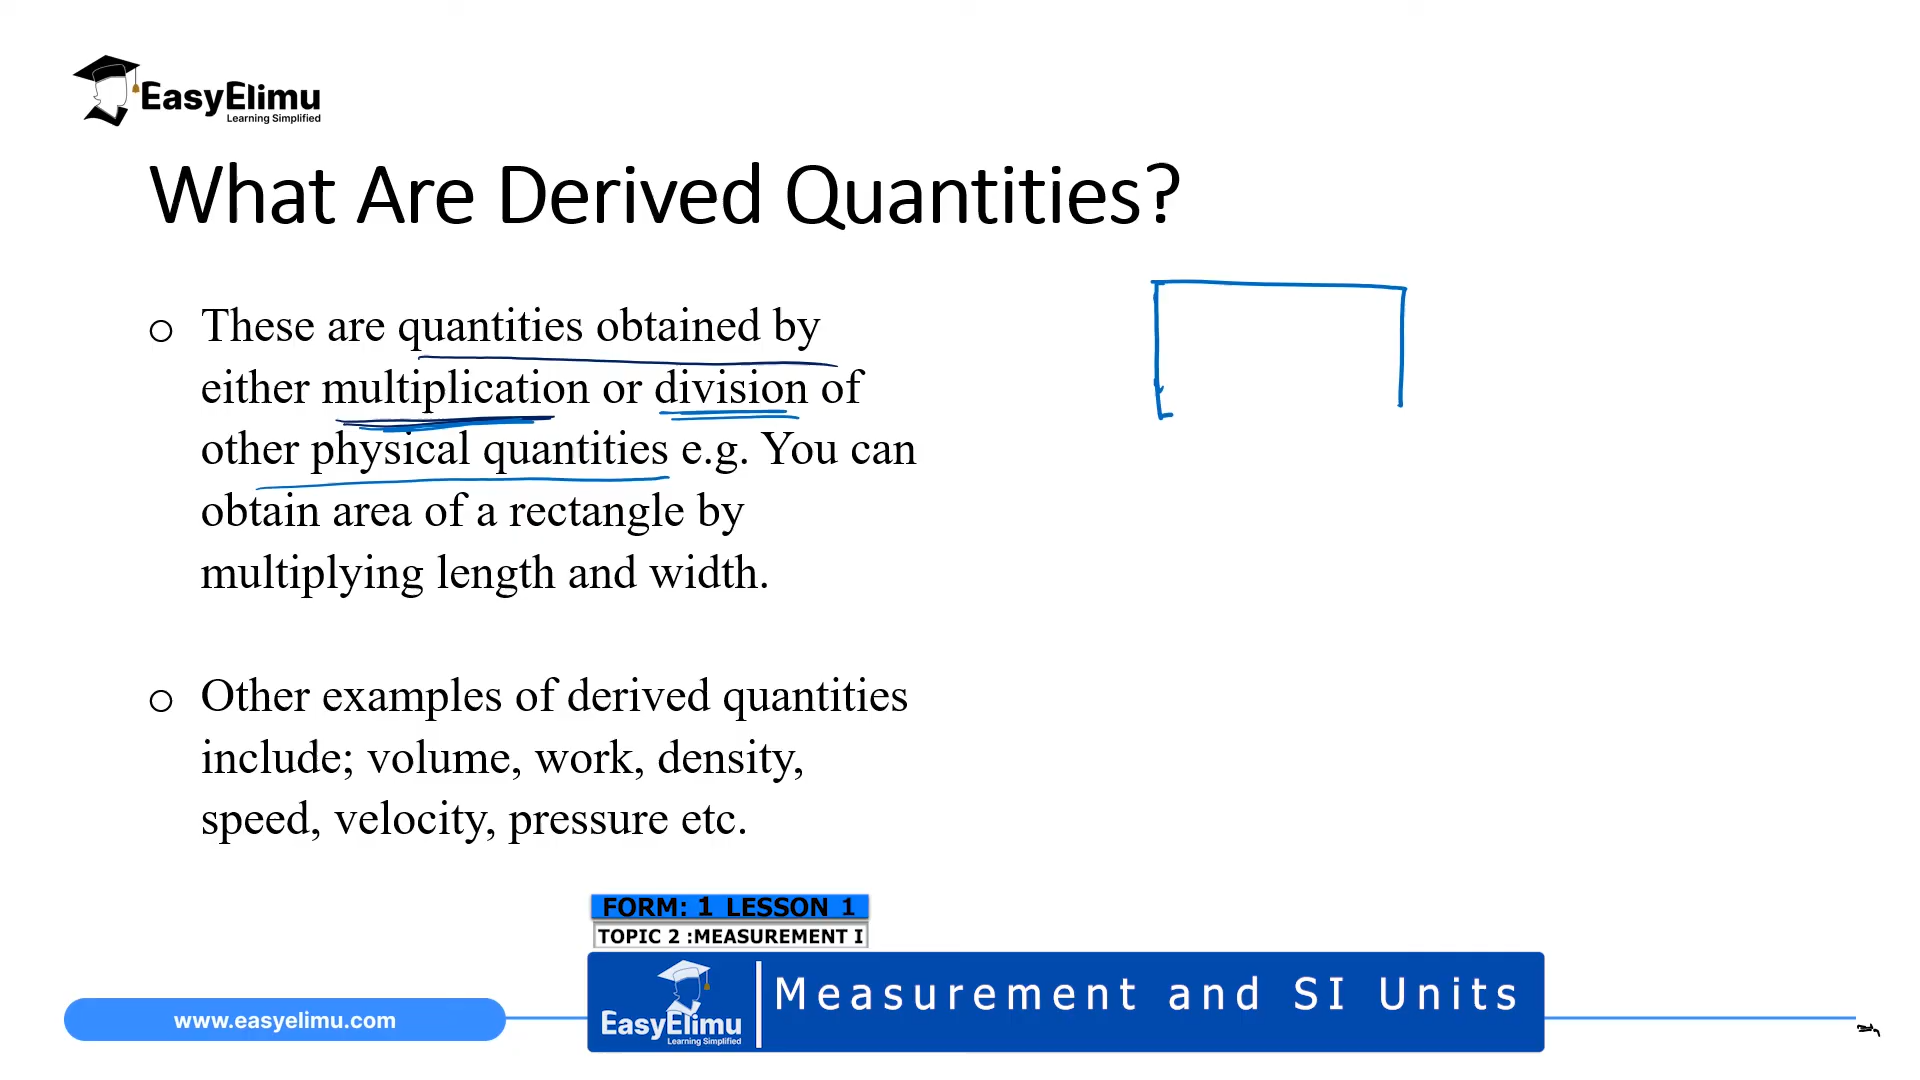 EasyElimu
Learning Simplified
What Are Derived Quantities?
o These are quantities obtained by
either multiplication or division of
other physical quantities e.g. You can
obtain area of a rectangle by
multiplying length and width.
o Other examples of derived quantities
include; volume, work, density,
speed, velocity, pressure etc.
FORM: 1 LESSON 1
TOPIC 2 :MEASUREMENT I
www.easyelimu.com
EasyElimu
Learning Simplified
Measurement and SI Units